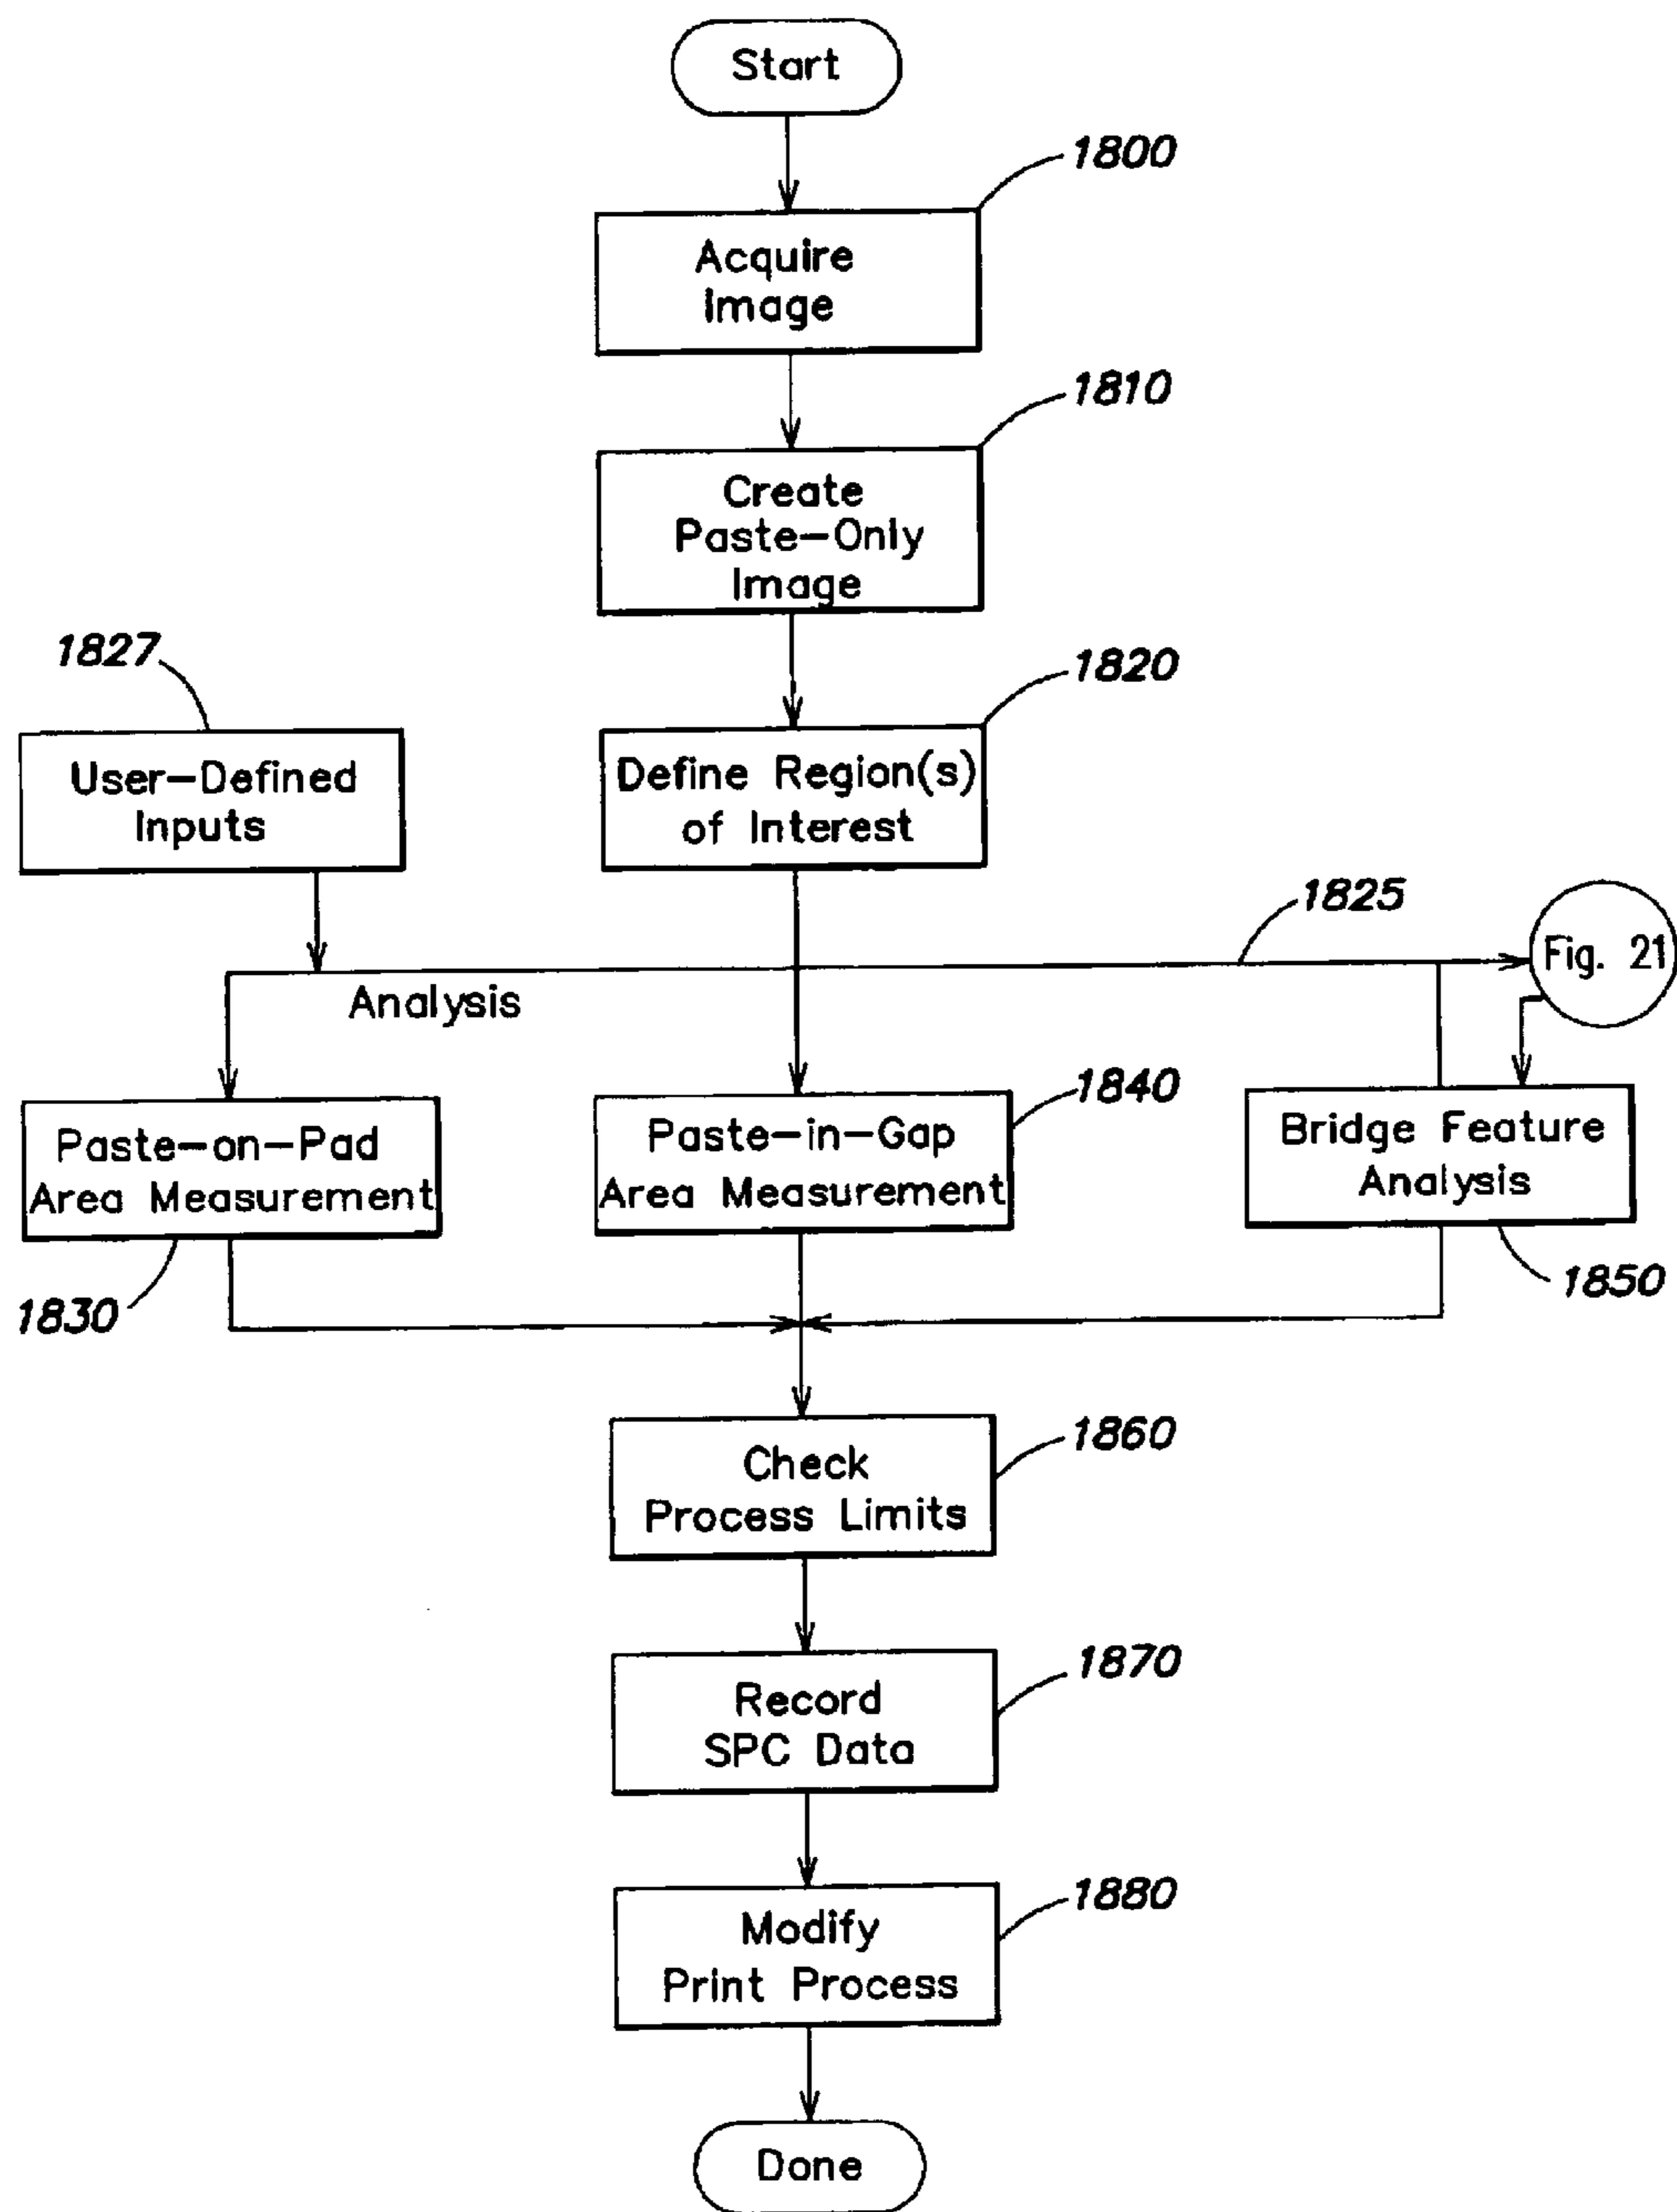 Start
1800
Acquire
Image
1810
Create
Paste-Only
Image
1827
1820
User-Defined
Inputs
Define Region(s)
of Interest
1825
Fig. 21
Analysis
1840
Paste-on-Pad
Area Measurement
Paste-in-Gap
Area Measurement
Bridge Feature
Analysis
1830
1850
1860
Check
Process Limits
1870
Record
SPC Data
1880
Modify
Print Process
Done